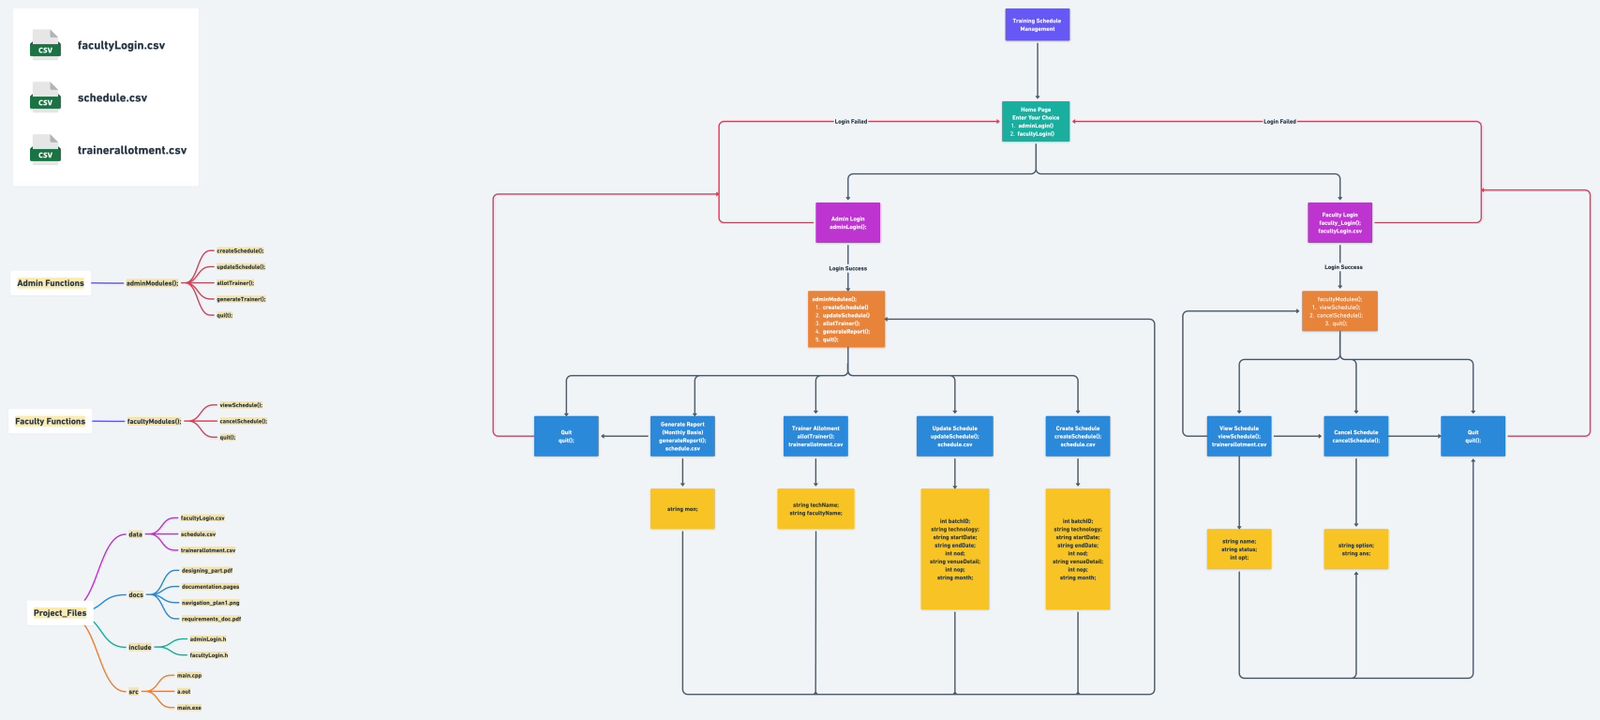 CSV
facultyLogin.csv
CSV
schedule.csv
CSV
trainerallotment.csv
Admin Functions
adminModules();
createSchedule();
updateSchedule();
allotTrainer();
generateTrainer();
qui(t);
Faculty Functions
facultyModules();
viewSchedule();
cancelSchedule();
quit();
Project_Files
data
facultyLogin.csv
schedule.csv
trainerallotment.csv
docs
designing_part.pdf
documentation.pages
navigation_plan1.png
requirements_doc.pdf
include
adminLogin.h
facultyLogin.h
src
main.cpp
a.out
main.exe
Training Schedule
Management
Home Page
Enter Your Choice
1. adminLogin()
2. facultyLogin()
Login Failed
Login Failed
Admin Login
adminLogin();
Faculty Login
faculty_Login();
facultyLogin.csv
Login Success
Login Success
adminModules();
1. createSchedule()
2. updateSchedule()
3. allotTrainer();
4. generateReport();
5. quit();
facultyModules();
1. viewSchedule();
2. cancelSchedule();
3. quit();
Quit
quit();
Generate Report
(Monthly Basis)
generateReport();
schedule.csv
Trainer Allotment
allotTrainer();
trainerallotment.csv
Update Schedule
updateSchedule();
schedule.csv
Create Schedule
createSchedule();
schedule.csv
View Schedule
viewSchedule();
trainerallotment.csv
Cancel Schedule
cancelSchedule();
Quit
quit();
string mon;
string techName;
string facultyName;
int batchID;
string technology;
string startDate;
string endDate;
int nod;
string venueDetail;
int nop;
string month;
int batchID;
string technology;
string startDate;
string endDate;
int nod;
string venueDetail;
int nop;
string month;
string name;
string status;
int opt;
string option;
string ans;